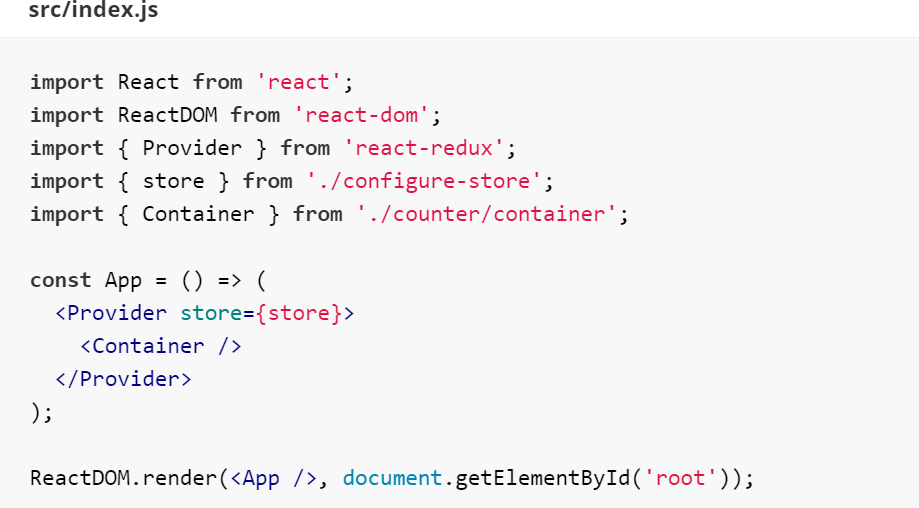 src/index.js
import React from 'react';
import ReactDOM from 'react-dom';
import { Provider } from 'react-redux';
import { store } from './configure-store';
import { Container } from './counter/container';
const App = () => (
  <Provider store={store}>
    <Container />
  </Provider>
);
ReactDOM.render(<App />, document.getElementById('root'));